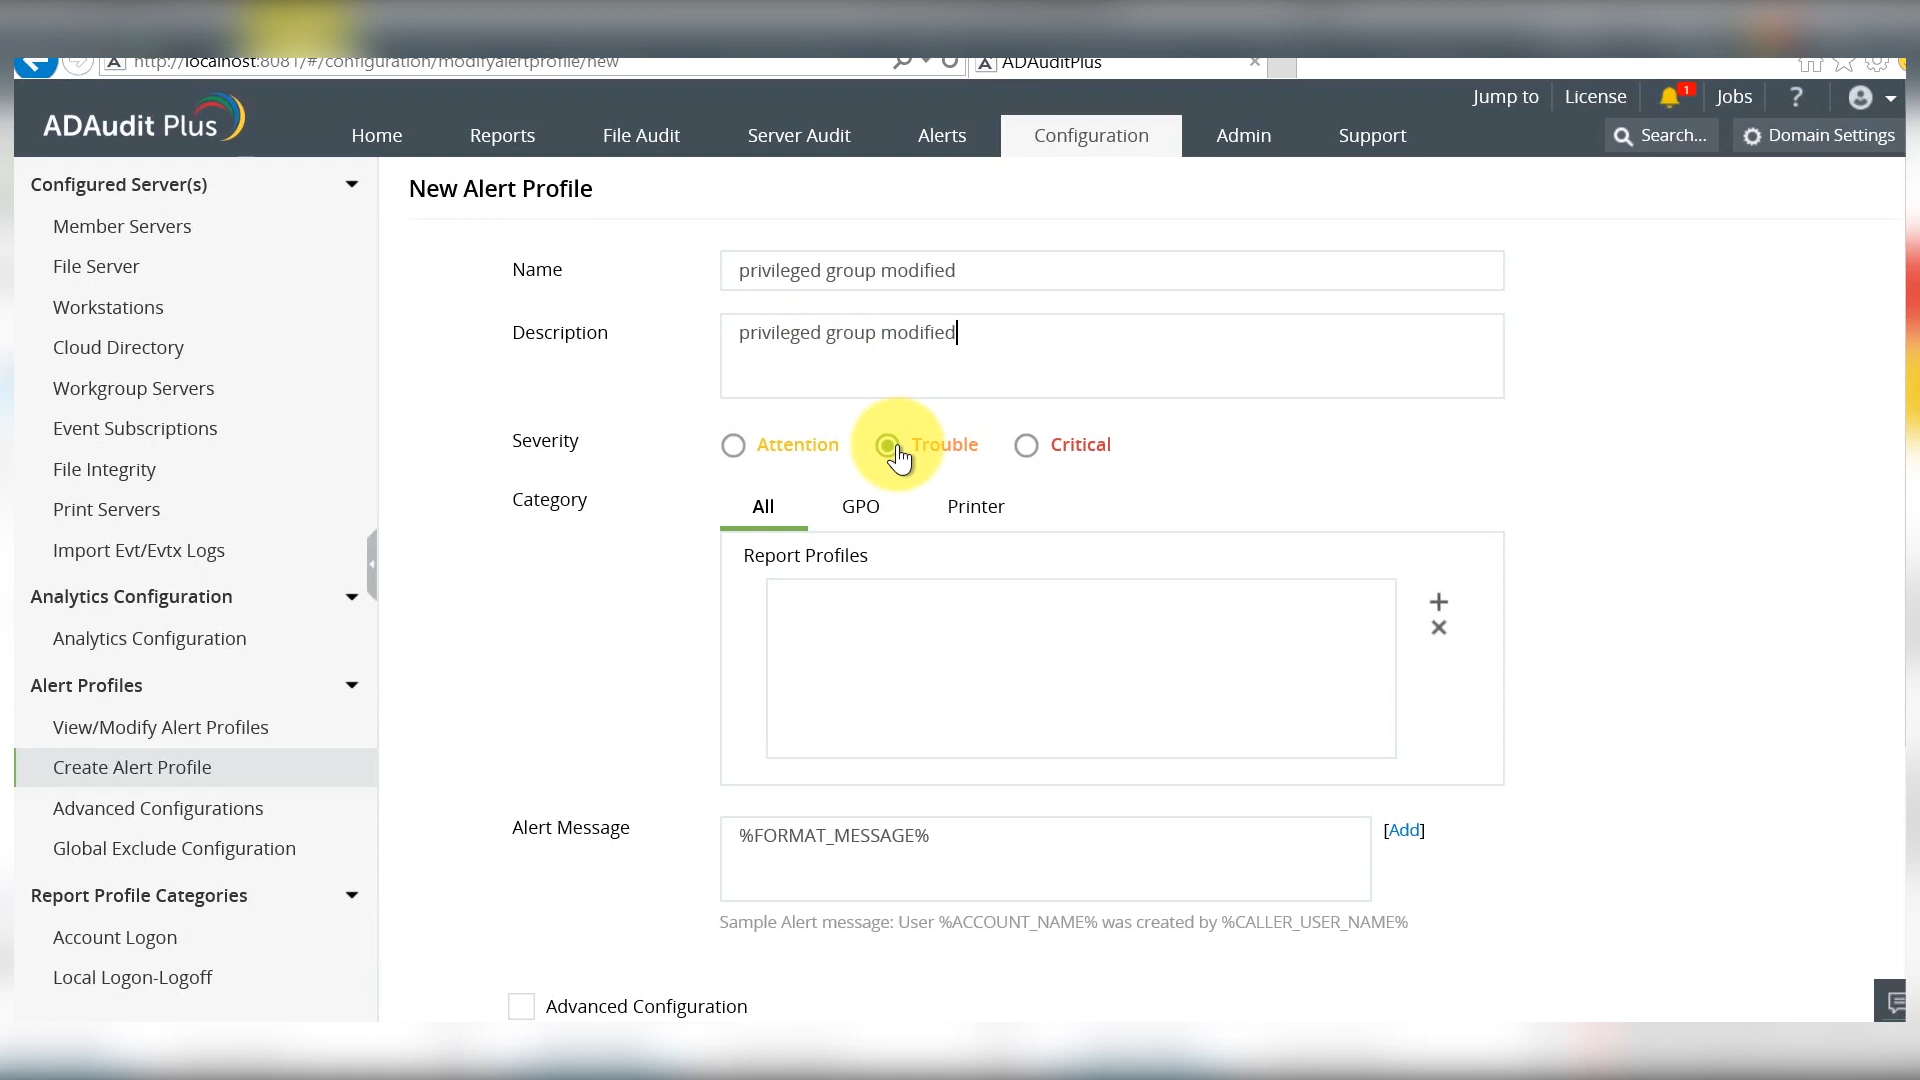 http://localhost:8081/#/configuration/modifyalertprofile/new
ADAuditPlus
ADAudit Plus
Jump to
License
1
Jobs
?
Home
Reports
File Audit
Server Audit
Alerts
Configuration
Admin
Support
Search...
Domain Settings
Configured Server(s)
Member Servers
File Server
Workstations
Cloud Directory
Workgroup Servers
Event Subscriptions
File Integrity
Print Servers
Import Evt/Evtx Logs
Analytics Configuration
Analytics Configuration
Alert Profiles
View/Modify Alert Profiles
Create Alert Profile
Advanced Configurations
Global Exclude Configuration
Report Profile Categories
Account Logon
Local Logon-Logoff
New Alert Profile
Name
privileged group modified
Description
privileged group modified
Severity
Attention
Trouble
Critical
Category
All
GPO
Printer
Report Profiles
Alert Message
%FORMAT_MESSAGE%
[Add]
Sample Alert message: User %ACCOUNT_NAME% was created by %CALLER_USER_NAME%
Advanced Configuration